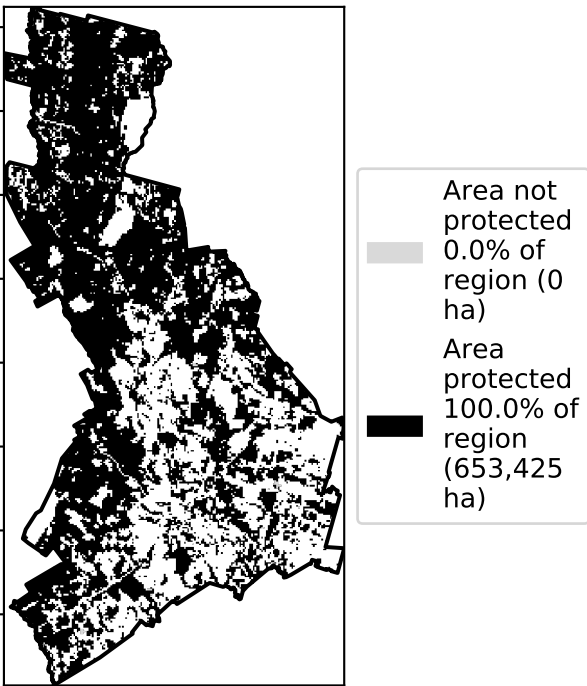 Area not
protected
0.0% of
region (0
ha)
Area
protected
100.0% of
region
(653,425
ha)